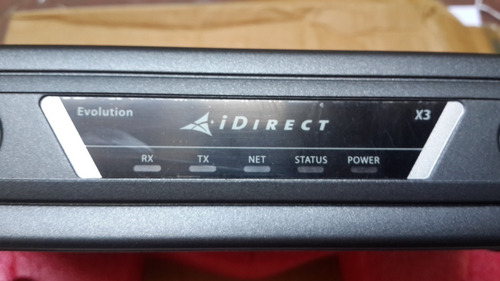 Evolution iDIRECT X3
RX TX NET STATUS POWER